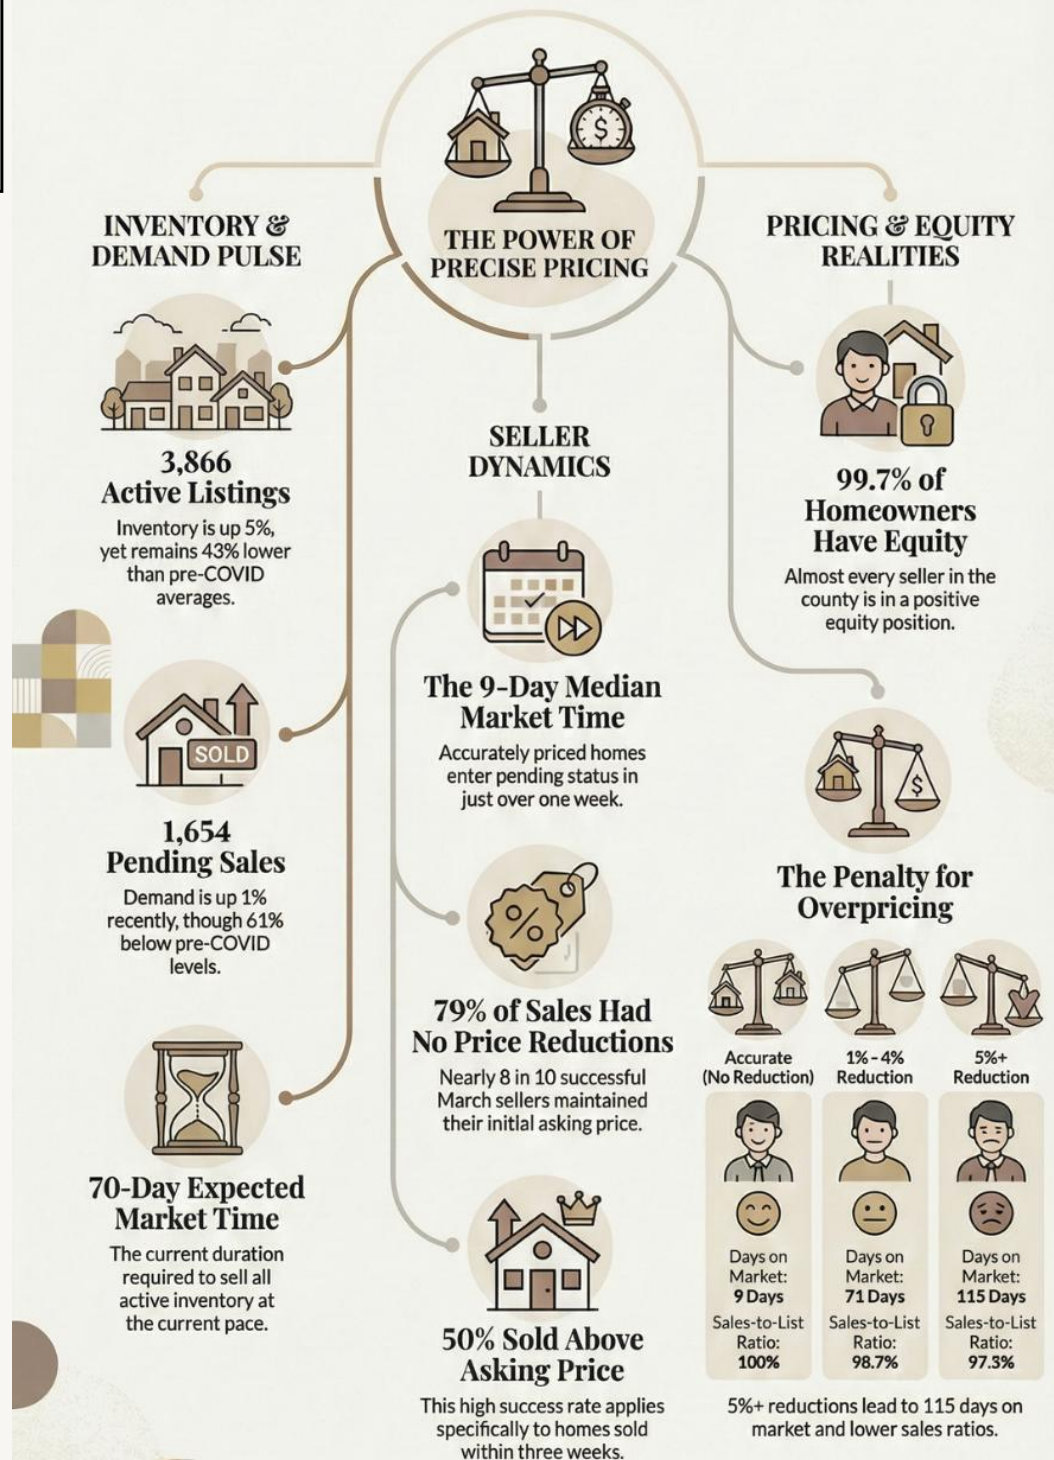 THE POWER OF
PRECISE PRICING
INVENTORY &
DEMAND PULSE
3,866
Active Listings
Inventory is up 5%,
yet remains 43% lower
than pre-COVID
averages.
SOLD
1,654
Pending Sales
Demand is up 1%
recently, though 61%
below pre-COVID
levels.
70-Day Expected
Market Time
The current duration
required to sell all
active inventory at
the current pace.
SELLER
DYNAMICS
The 9-Day Median
Market Time
Accurately priced homes
enter pending status in
just over one week.
%
79% of Sales Had
No Price Reductions
Nearly 8 in 10 successful
March sellers maintained
their initlal asking price.
50% Sold Above
Asking Price
This high success rate applies
specifically to homes sold
within three weeks.
PRICING & EQUITY
REALITIES
99.7% of
Homeowners
Have Equity
Almost every seller in the
county is in a positive
equity position.
$
The Penalty for
Overpricing
Accurate
(No Reduction)
Days on
Market:
9 Days
Sales-to-List
Ratio:
100%
1%-4%
Reduction
Days on
Market:
71 Days
Sales-to-List
Ratio:
98.7%
5%+
Reduction
Days on
Market:
115 Days
Sales-to-List
Ratio:
97.3%
5%+ reductions lead to 115 days on
market and lower sales ratios.